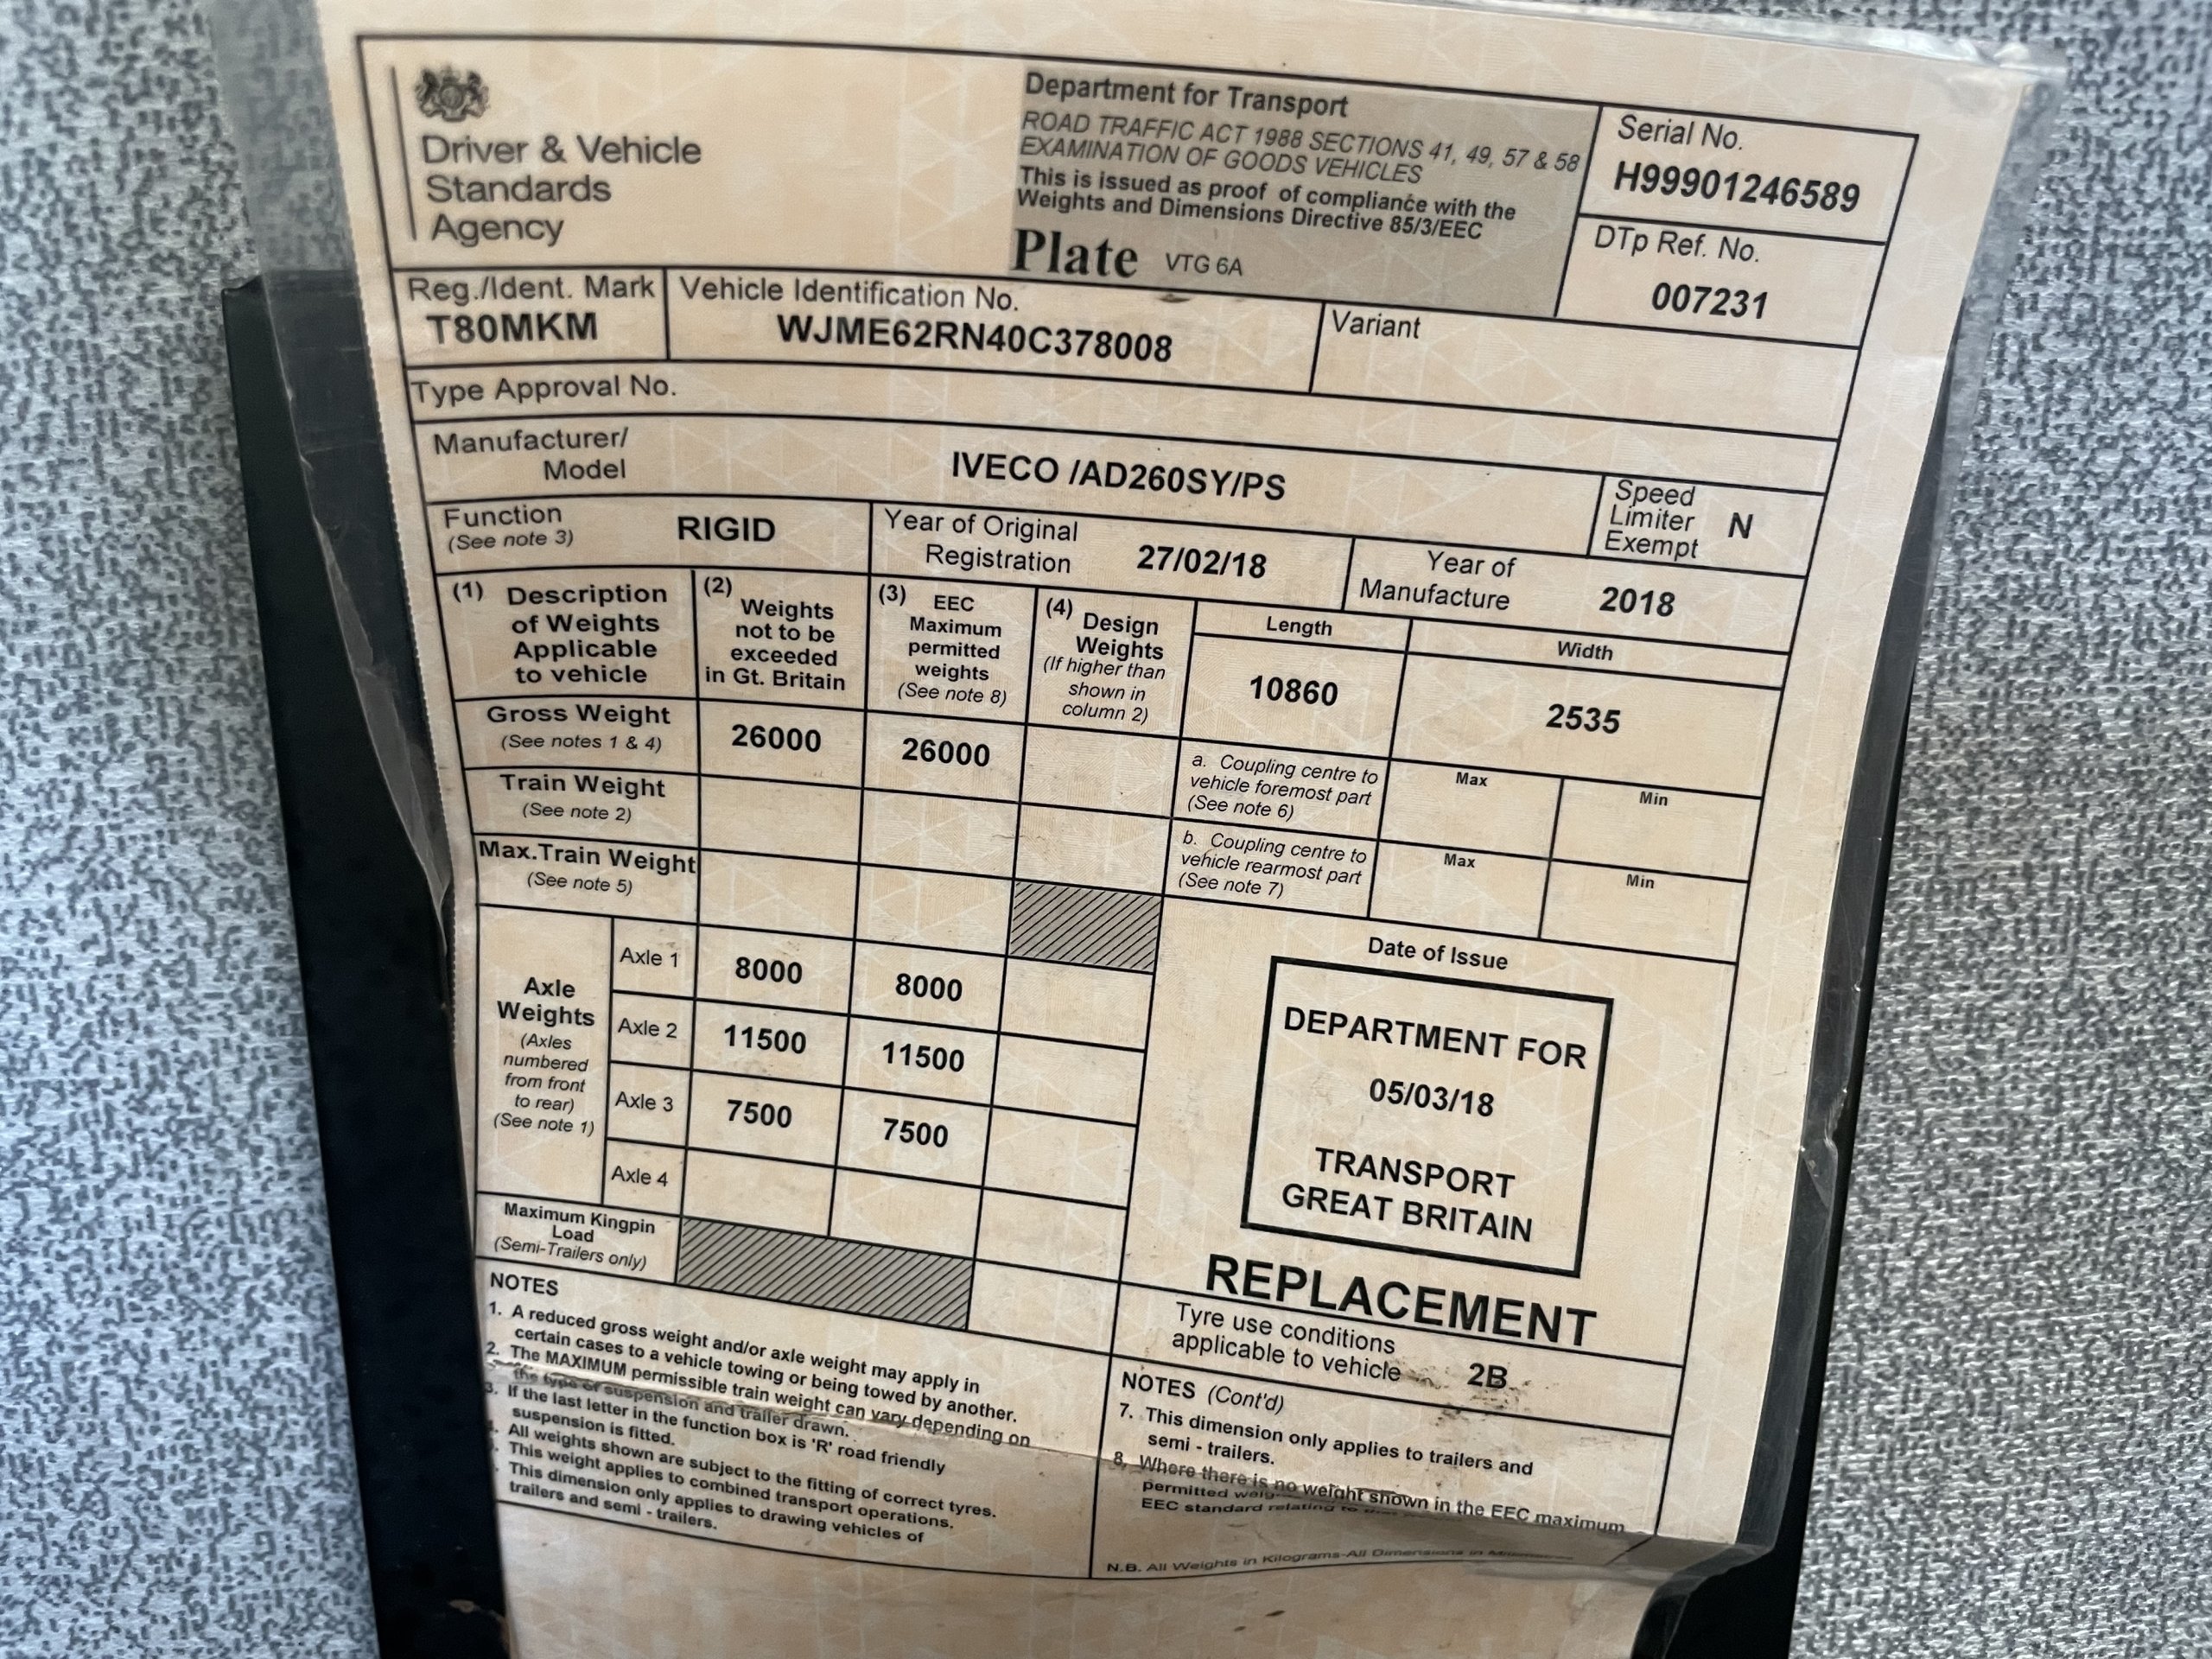 Driver & Vehicle
Standards
Agency
Department for Transport
ROAD TRAFFIC ACT 1988 SECTIONS 41, 49, 57 & 58
EXAMINATION OF GOODS VEHICLES
This is issued as proof of compliance with the
Weights and Dimensions Directive 85/3/EEC
Plate VTG 6A
Serial No.
H99901246589
DTp Ref. No.
007231
Reg./Ident. Mark
T80MKM
Vehicle Identification No.
WJME62RN40C378008
Variant
Type Approval No.
Manufacturer/
Model
IVECO /AD260SY/PS
Speed
Limiter
Exempt
N
Function
(See note 3)
RIGID
Year of Original
Registration
27/02/18
Year of
Manufacture
2018
(1) Description
of Weights
Applicable
to vehicle
(2) Weights
not to be
exceeded
in Gt. Britain
(3) EEC
Maximum
permitted
weights
(See note 8)
(4) Design
Weights
(If higher than
shown in
column 2)
Length
10860
Width
2535
Gross Weight
(See notes 1 & 4)
26000
26000
a. Coupling centre to
vehicle foremost part
(See note 6)
Max
Min
Train Weight
(See note 2)
b. Coupling centre to
vehicle rearmost part
(See note 7)
Max
Min
Max.Train Weight
(See note 5)
Axle
Weights
(Axles
numbered
from front
to rear)
(See note 1)
Axle 1
8000
8000
Axle 2
11500
11500
Axle 3
7500
7500
Axle 4
Maximum Kingpin
Load
(Semi-Trailers only)
Date of Issue
DEPARTMENT FOR
05/03/18
TRANSPORT
GREAT BRITAIN
REPLACEMENT
Tyre use conditions
applicable to vehicle
2B
NOTES
1. A reduced gross weight and/or axle weight may apply in
certain cases to a vehicle towing or being towed by another.
2. The MAXIMUM permissible train weight can vary depending on
the type of suspension and trailer drawn.
3. If the last letter in the function box is 'R' road friendly
suspension is fitted.
All weights shown are subject to the fitting of correct tyres.
This weight applies to combined transport operations.
This dimension only applies to drawing vehicles of
trailers and semi - trailers.
NOTES (Cont'd)
7. This dimension only applies to trailers and
semi - trailers.
8. Where there is no weight shown in the EEC maximum
permitted
EEC standard relating to
N.B. All Weights in Kilograms-All Dimensions in